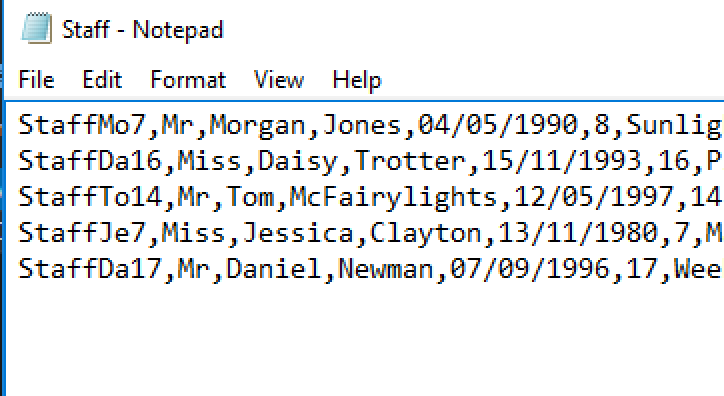 Staff - Notepad
File Edit Format View Help
StaffMo7,Mr,Morgan,Jones,04/05/1990,8,Sunlig
StaffDa16,Miss,Daisy,Trotter,15/11/1993,16,P
StaffTo14,Mr,Tom,McFairylights,12/05/1997,14
StaffJe7,Miss,Jessica,Clayton,13/11/1980,7,M
StaffDa17,Mr,Daniel,Newman,07/09/1996,17,Wee